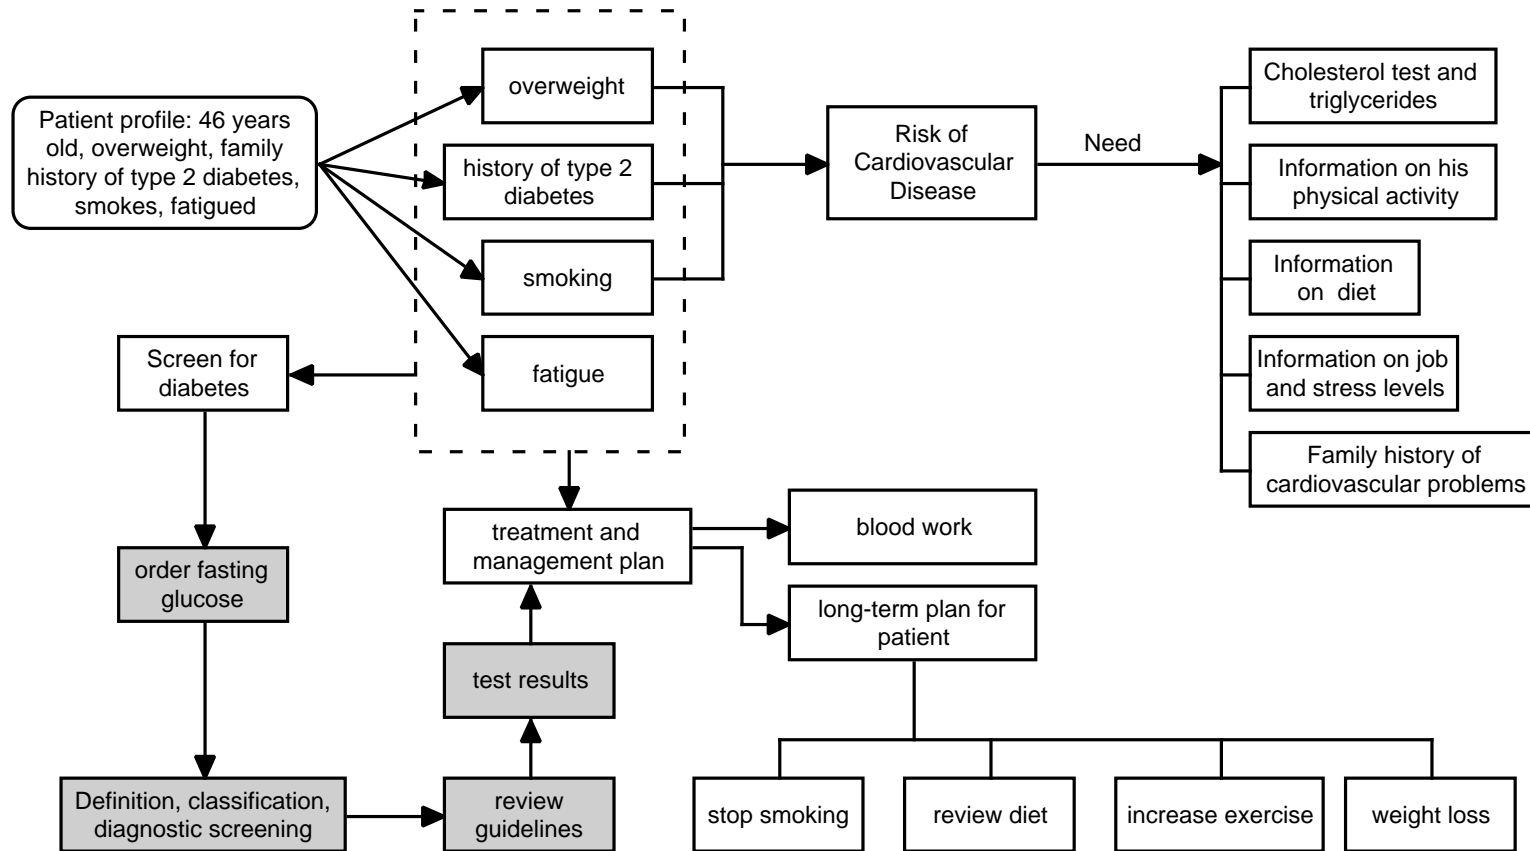 Patient profile: 46 years
old, overweight, family
history of type 2 diabetes,
smokes, fatigued
overweight
history of type 2
diabetes
smoking
fatigue
Risk of
Cardiovascular
Disease
Need
Cholesterol test and
triglycerides
Information on his
physical activity
Information
on diet
Information on job
and stress levels
Family history of
cardiovascular problems
Screen for
diabetes
order fasting
glucose
Definition, classification,
diagnostic screening
review
guidelines
test results
treatment and
management plan
blood work
long-term plan for
patient
stop smoking
review diet
increase exercise
weight loss